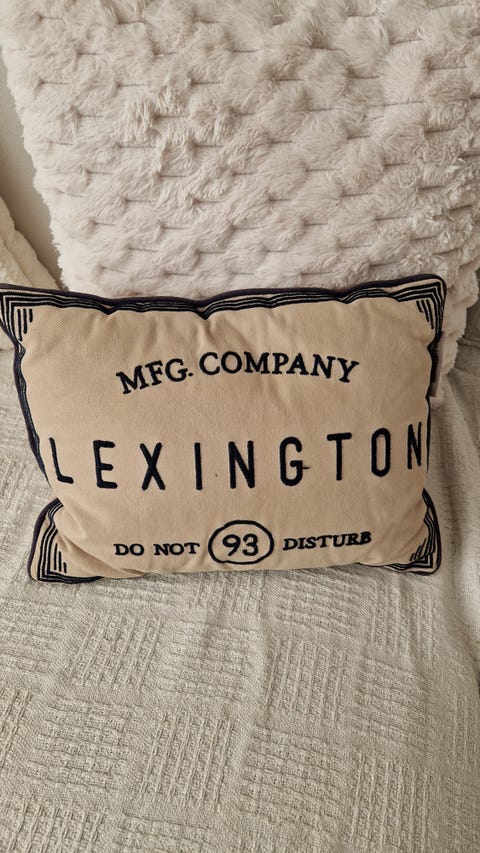 MFG. COMPANY
LEXINGTON
DO NOT 93 DISTURB